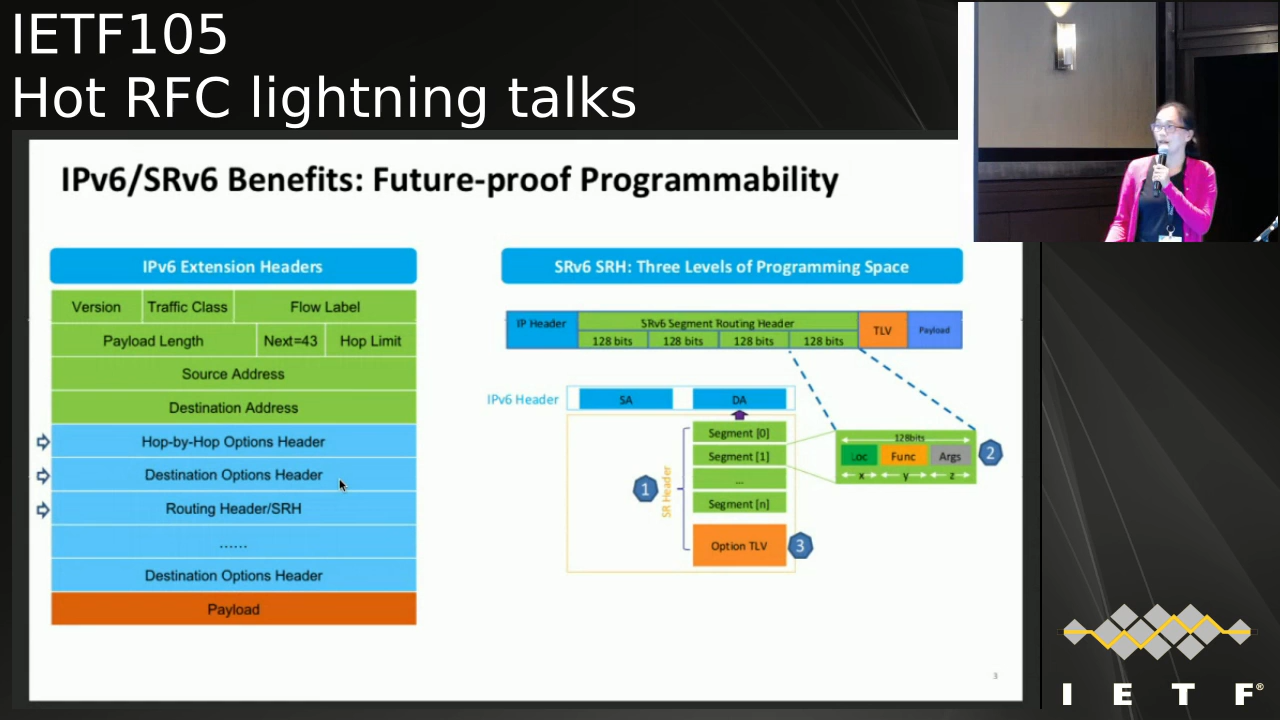 IETF105
Hot RFC lightning talks
IPv6/SRv6 Benefits: Future-proof Programmability
IPv6 Extension Headers
Version Traffic Class Flow Label
Payload Length Next=43 Hop Limit
Source Address
Destination Address
Hop-by-Hop Options Header
Destination Options Header
Routing Header/SRH
......
Destination Options Header
Payload
SRv6 SRH: Three Levels of Programming Space
IP Header SRv6 Segment Routing Header TLV Payload
128 bits 128 bits 128 bits 128 bits
IPv6 Header SA DA
Segment [0]
Segment [1]
...
Segment [n]
Option TLV
SR Header
1
3
128bits
Loc Func Args
x y z
2
3
I E T F®